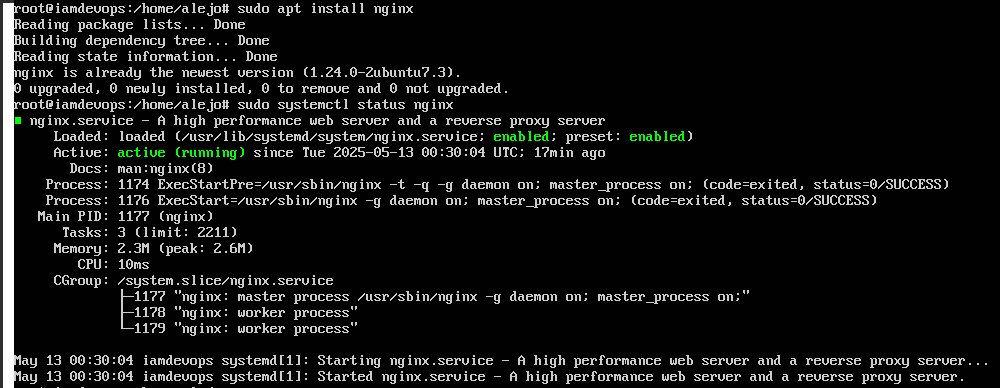 root@iamdevops:/home/alejo# sudo apt install nginx
Reading package lists... Done
Building dependency tree... Done
Reading state information... Done
nginx is already the newest version (1.24.0-2ubuntu7.3).
0 upgraded, 0 newly installed, 0 to remove and 0 not upgraded.
root@iamdevops:/home/alejo# sudo systemctl status nginx
■ nginx.service - A high performance web server and a reverse proxy server
     Loaded: loaded (/usr/lib/systemd/system/nginx.service; enabled; preset: enabled)
     Active: active (running) since Tue 2025-05-13 00:30:04 UTC; 17min ago
       Docs: man:nginx(8)
    Process: 1174 ExecStartPre=/usr/sbin/nginx -t -q -g daemon on; master_process on; (code=exited, status=0/SUCCESS)
    Process: 1176 ExecStart=/usr/sbin/nginx -g daemon on; master_process on; (code=exited, status=0/SUCCESS)
   Main PID: 1177 (nginx)
      Tasks: 3 (limit: 2211)
     Memory: 2.3M (peak: 2.6M)
        CPU: 10ms
     CGroup: /system.slice/nginx.service
             ├─1177 "nginx: master process /usr/sbin/nginx -g daemon on; master_process on;"
             ├─1178 "nginx: worker process"
             └─1179 "nginx: worker process"
May 13 00:30:04 iamdevops systemd[1]: Starting nginx.service - A high performance web server and a reverse proxy server...
May 13 00:30:04 iamdevops systemd[1]: Started nginx.service - A high performance web server and a reverse proxy server.